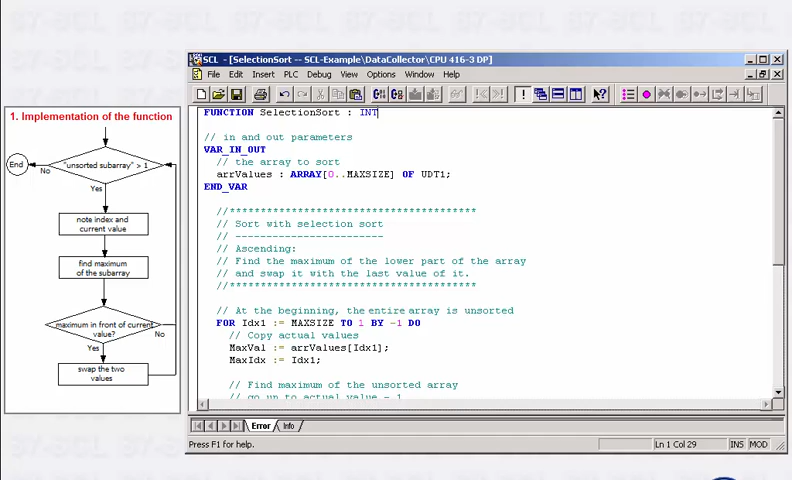 SCL - [SelectionSort -- SCL-Example\DataCollector\CPU 416-3 DP]
File Edit Insert PLC Debug View Options Window Help
1. Implementation of the function
End
"unsorted subarray" > 1
No
Yes
note index and
current value
find maximum
of the subarray
maximum in front of current
value?
No
Yes
swap the two
values
FUNCTION SelectionSort : INT
// in and out parameters
VAR_IN_OUT
// the array to sort
arrValues : ARRAY[0..MAXSIZE] OF UDT1;
END_VAR
//****************************************
// Sort with selection sort
// ------------------------
// Ascending:
// Find the maximum of the lower part of the array
// and swap it with the last value of it.
//****************************************
// At the beginning, the entire array is unsorted
FOR Idx1 := MAXSIZE TO 1 BY -1 DO
// Copy actual values
MaxVal := arrValues[Idx1];
MaxIdx := Idx1;
// Find maximum of the unsorted array
// go up to actual value - 1
Error Info
Press F1 for help.
Ln 1 Col 29 INS MOD